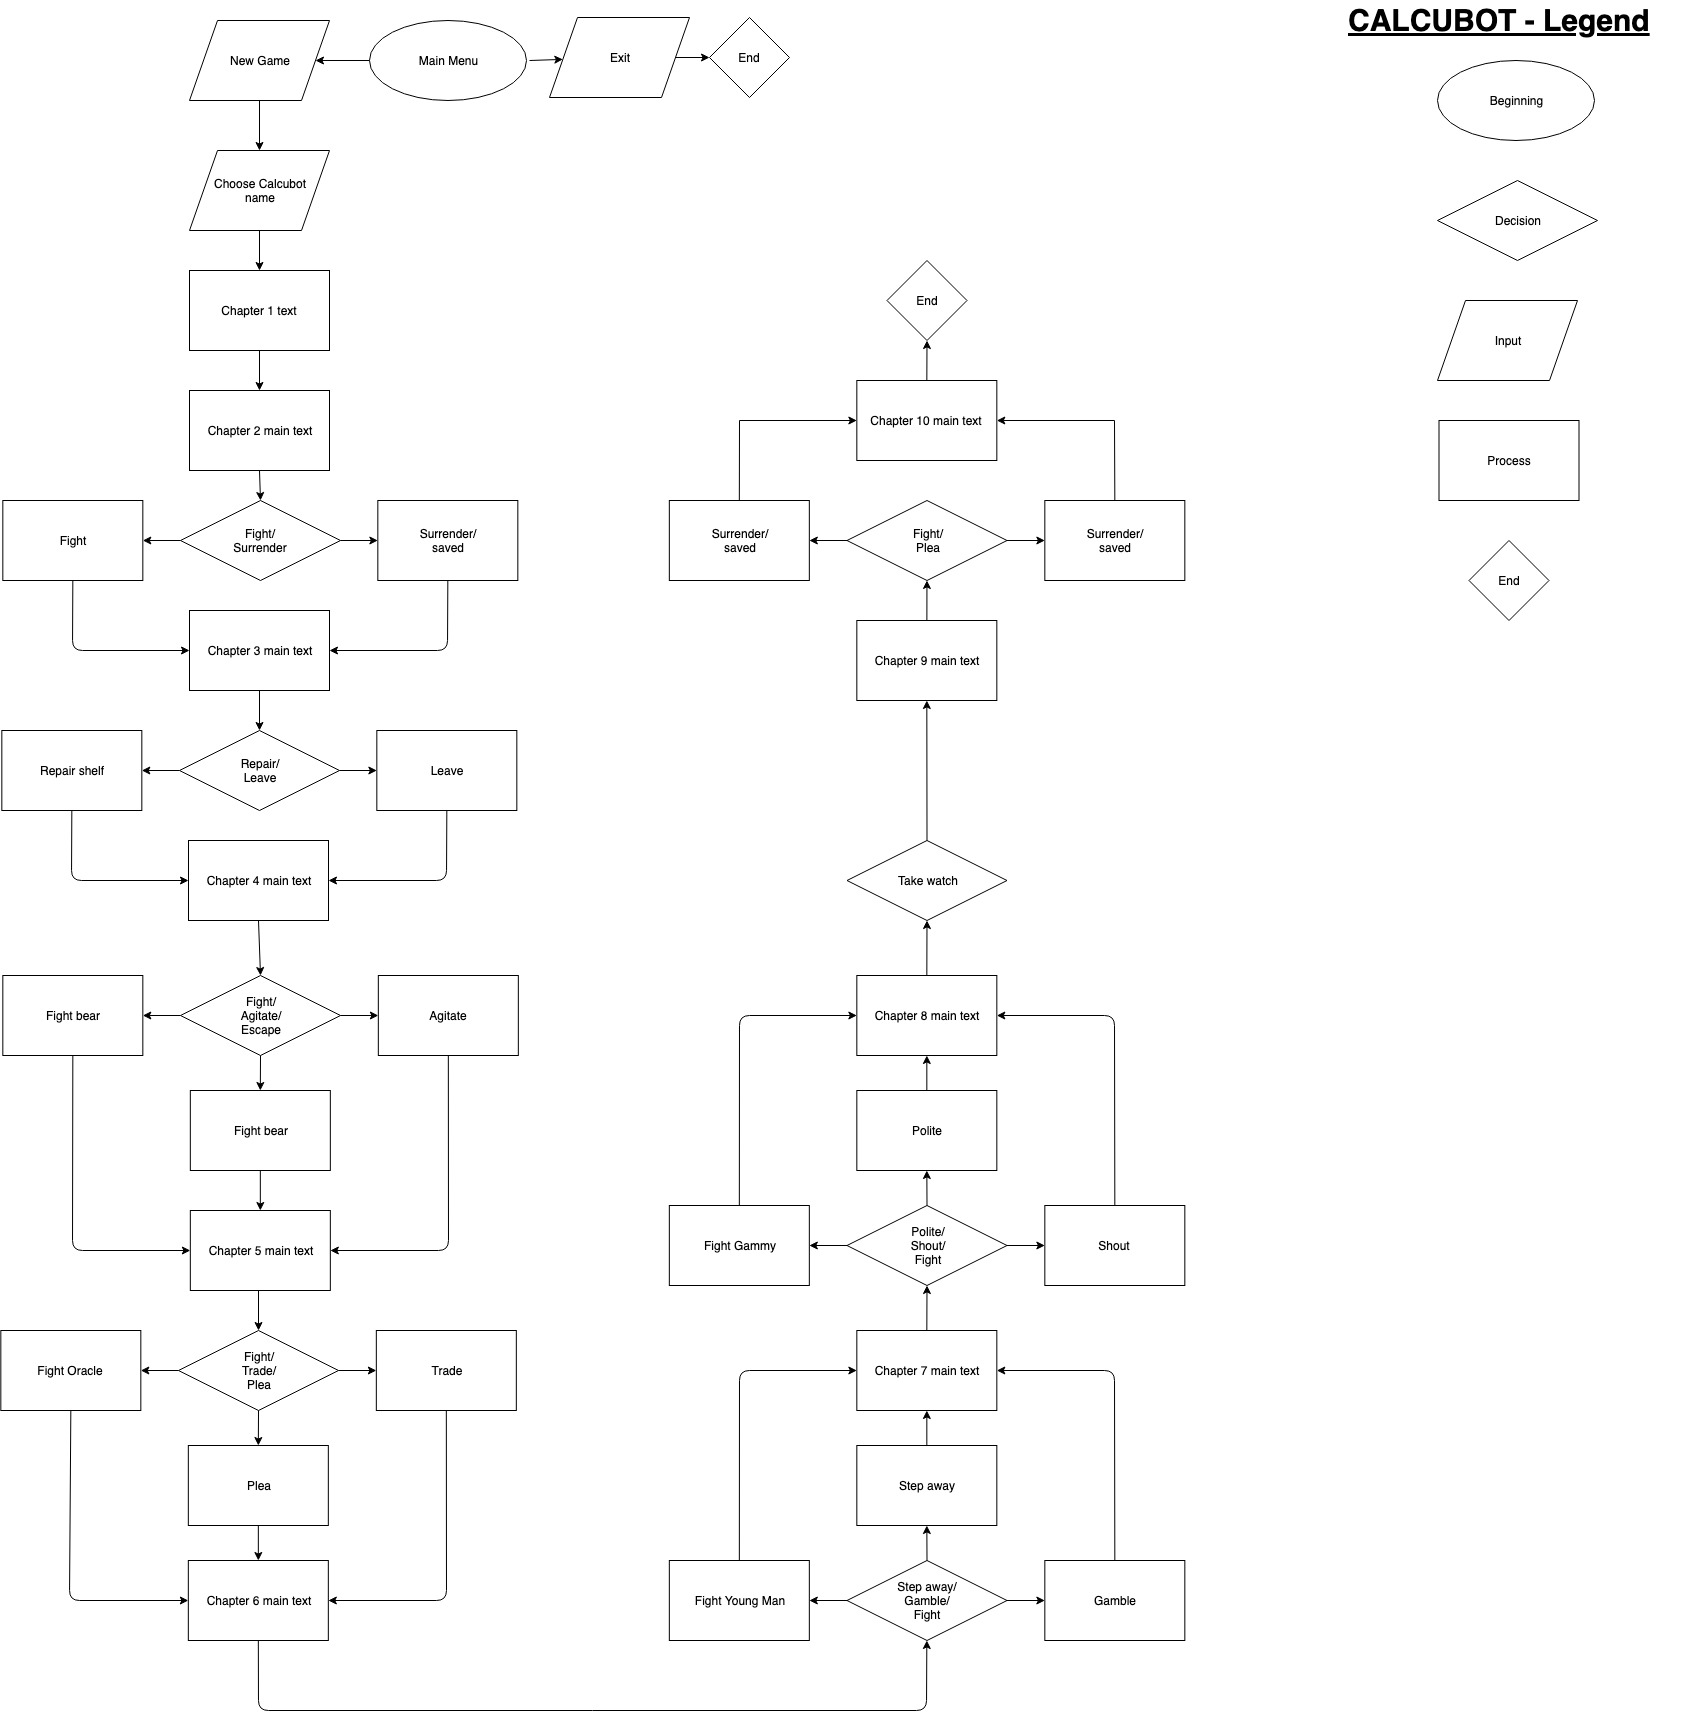 CALCUBOT - Legend
New Game
Main Menu
Exit
End
Beginning
Choose Calcubot
name
Decision
Chapter 1 text
End
Input
Chapter 2 main text
Chapter 10 main text
Process
Fight
Fight/
Surrender
Surrender/
saved
Surrender/
saved
Fight/
Plea
Surrender/
saved
End
Chapter 3 main text
Chapter 9 main text
Repair shelf
Repair/
Leave
Leave
Chapter 4 main text
Take watch
Fight bear
Fight/
Agitate/
Escape
Agitate
Chapter 8 main text
Fight bear
Polite
Chapter 5 main text
Fight Gammy
Polite/
Shout/
Fight
Shout
Fight Oracle
Fight/
Trade/
Plea
Trade
Chapter 7 main text
Plea
Step away
Chapter 6 main text
Fight Young Man
Step away/
Gamble/
Fight
Gamble